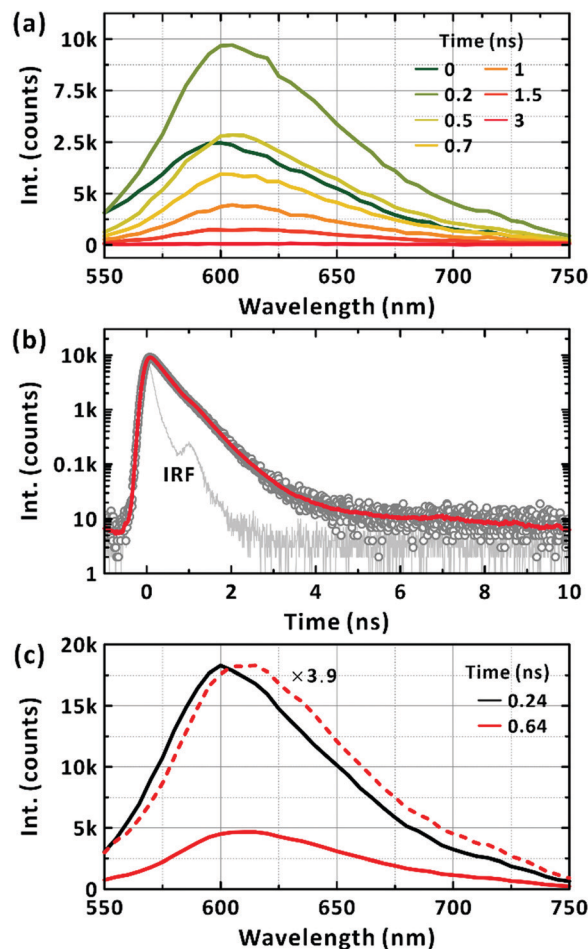 (a)
Int. (counts)
10k
7.5k
2.5k
5k
0
Time (ns)
0 1
0.2 1.5
0.5 3
0.7
550 600 650 700 750
Wavelength (nm)
(b)
Int. (counts)
10k
1k
0.1k
10
1
IRF
0 2 4 6 8 10
Time (ns)
(c)
Int. (counts)
20k
15k
10k
5k
0
×3.9
Time (ns)
0.24
0.64
550 600 650 700 750
Wavelength (nm)